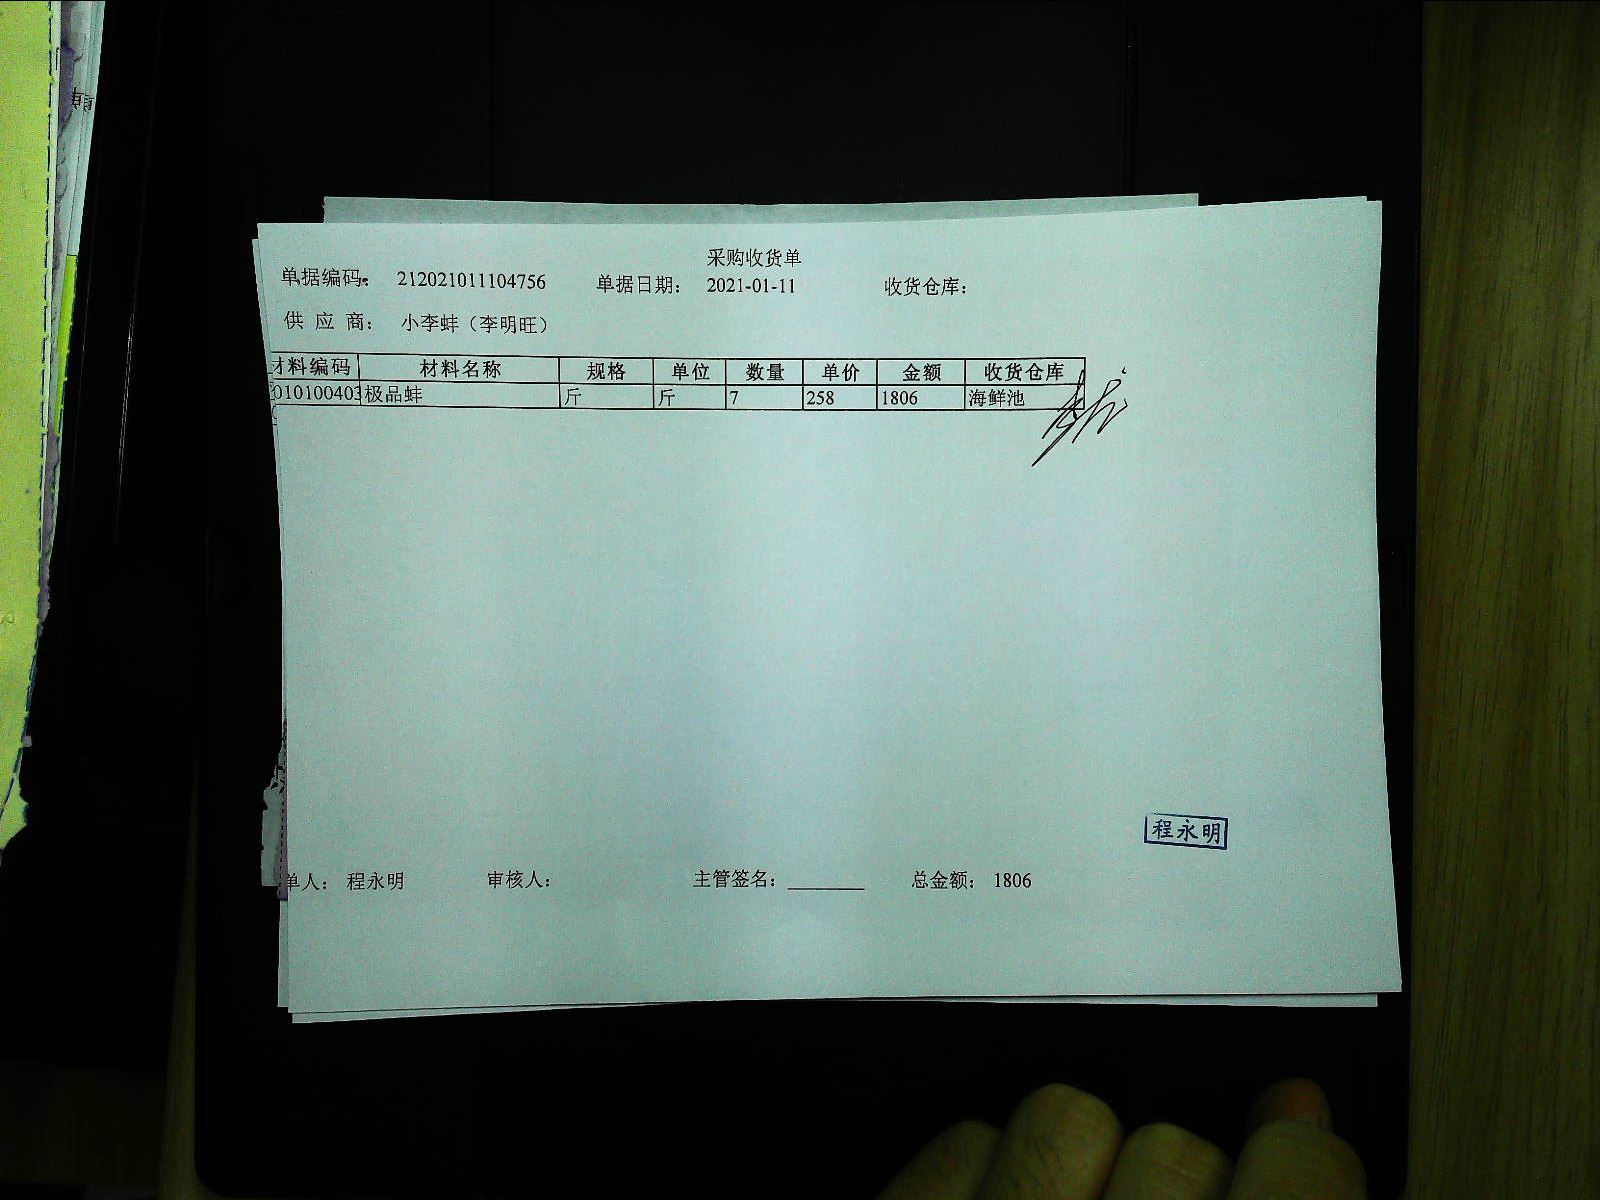 采购收货单
单据编码: 212021011104756 单据日期: 2021-01-11 收货仓库:
供 应 商: 小李蚌（李明旺）
材料编码 材料名称 规格 单位 数量 单价 金额 收货仓库
010100403 极品蚌 斤 斤 7 258 1806 海鲜池
程永明
单人: 程永明 审核人: 主管签名: ________ 总金额: 1806